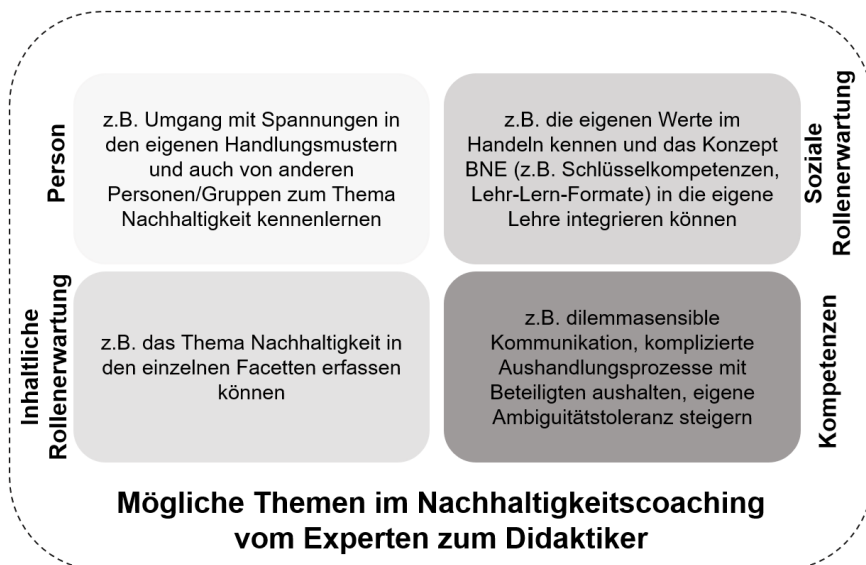 Person
z.B. Umgang mit Spannungen in
den eigenen Handlungsmustern
und auch von anderen
Personen/Gruppen zum Thema
Nachhaltigkeit kennenlernen
z.B. die eigenen Werte im
Handeln kennen und das Konzept
BNE (z.B. Schlüsselkompetenzen,
Lehr-Lern-Formate) in die eigene
Lehre integrieren können
Soziale
Rollenerwartung
Inhaltliche
Rollenerwartung
z.B. das Thema Nachhaltigkeit in
den einzelnen Facetten erfassen
können
z.B. dilemmasensible
Kommunikation, komplizierte
Aushandlungsprozesse mit
Beteiligten aushalten, eigene
Ambiguitätstoleranz steigern
Kompetenzen
Mögliche Themen im Nachhaltigkeitscoaching
vom Experten zum Didaktiker